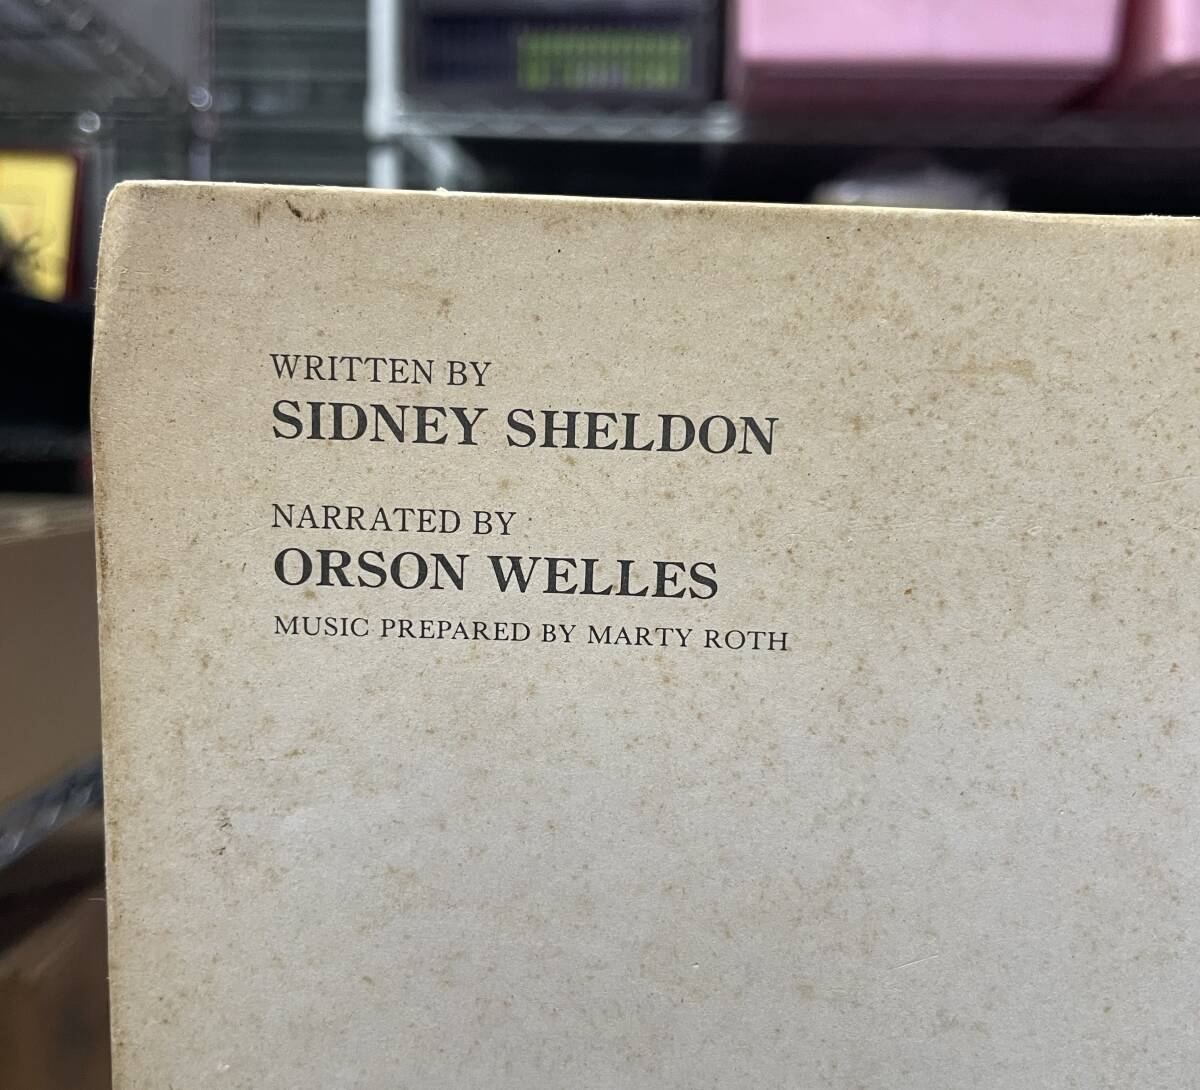 WRITTEN BY
SIDNEY SHELDON
NARRATED BY
ORSON WELLES
MUSIC PREPARED BY MARTY ROTH